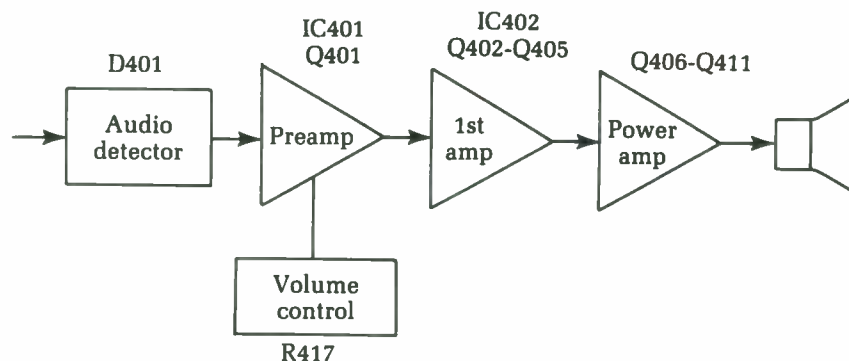 D401
Audio
detector
IC401
Q401
Preamp
IC402
Q402-Q405
1st
amp
Q406-Q411
Power
amp
Volume
control
R417